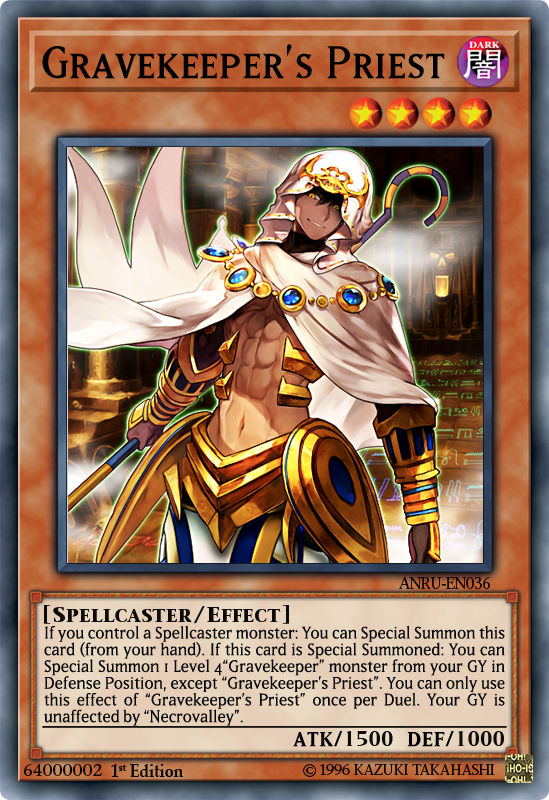 Gravekeeper's Priest
DARK
闇
ANRU-EN036
[Spellcaster/Effect]
If you control a Spellcaster monster: You can Special Summon this
card (from your hand). If this card is Special Summoned: You can
Special Summon 1 Level 4“Gravekeeper” monster from your GY in
Defense Position, except “Gravekeeper's Priest”. You can only use
this effect of “Gravekeeper's Priest” once per Duel. Your GY is
unaffected by “Necrovalley”.
ATK/1500 DEF/1000
64000002 1st Edition ©1996 KAZUKI TAKAHASHI